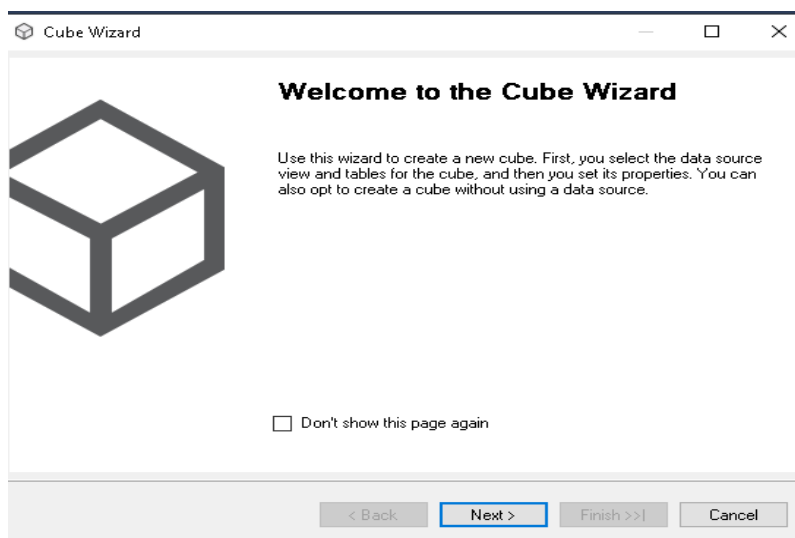 Cube Wizard
Welcome to the Cube Wizard
Use this wizard to create a new cube. First, you select the data source
view and tables for the cube, and then you set its properties. You can
also opt to create a cube without using a data source.
Don't show this page again
< Back
Next >
Finish >>|
Cancel